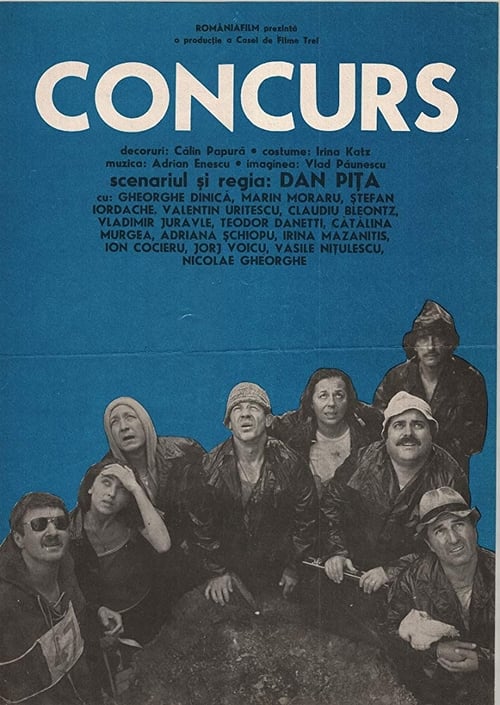 ROMÂNIAFILM prezintă
o producție a Casei de Filme Trei
CONCURS
decoruri: Călin Papură • costume: Irina Katz
muzica: Adrian Enescu • imaginea: Vlad Păunescu
scenariul și regia: DAN PIȚA
cu: GHEORGHE DINICĂ, MARIN MORARU, ȘTEFAN
IORDACHE, VALENTIN URITESCU, CLAUDIU BLEONTZ,
VLADIMIR JURAVLE, TEODOR DANETTI, CĂTĂLINA
MURGEA, ADRIANA ȘCHIOPU, IRINA MAZANITIS,
ION COCIERU, JORJ VOICU, VASILE NIȚULESCU,
NICOLAE GHEORGHE